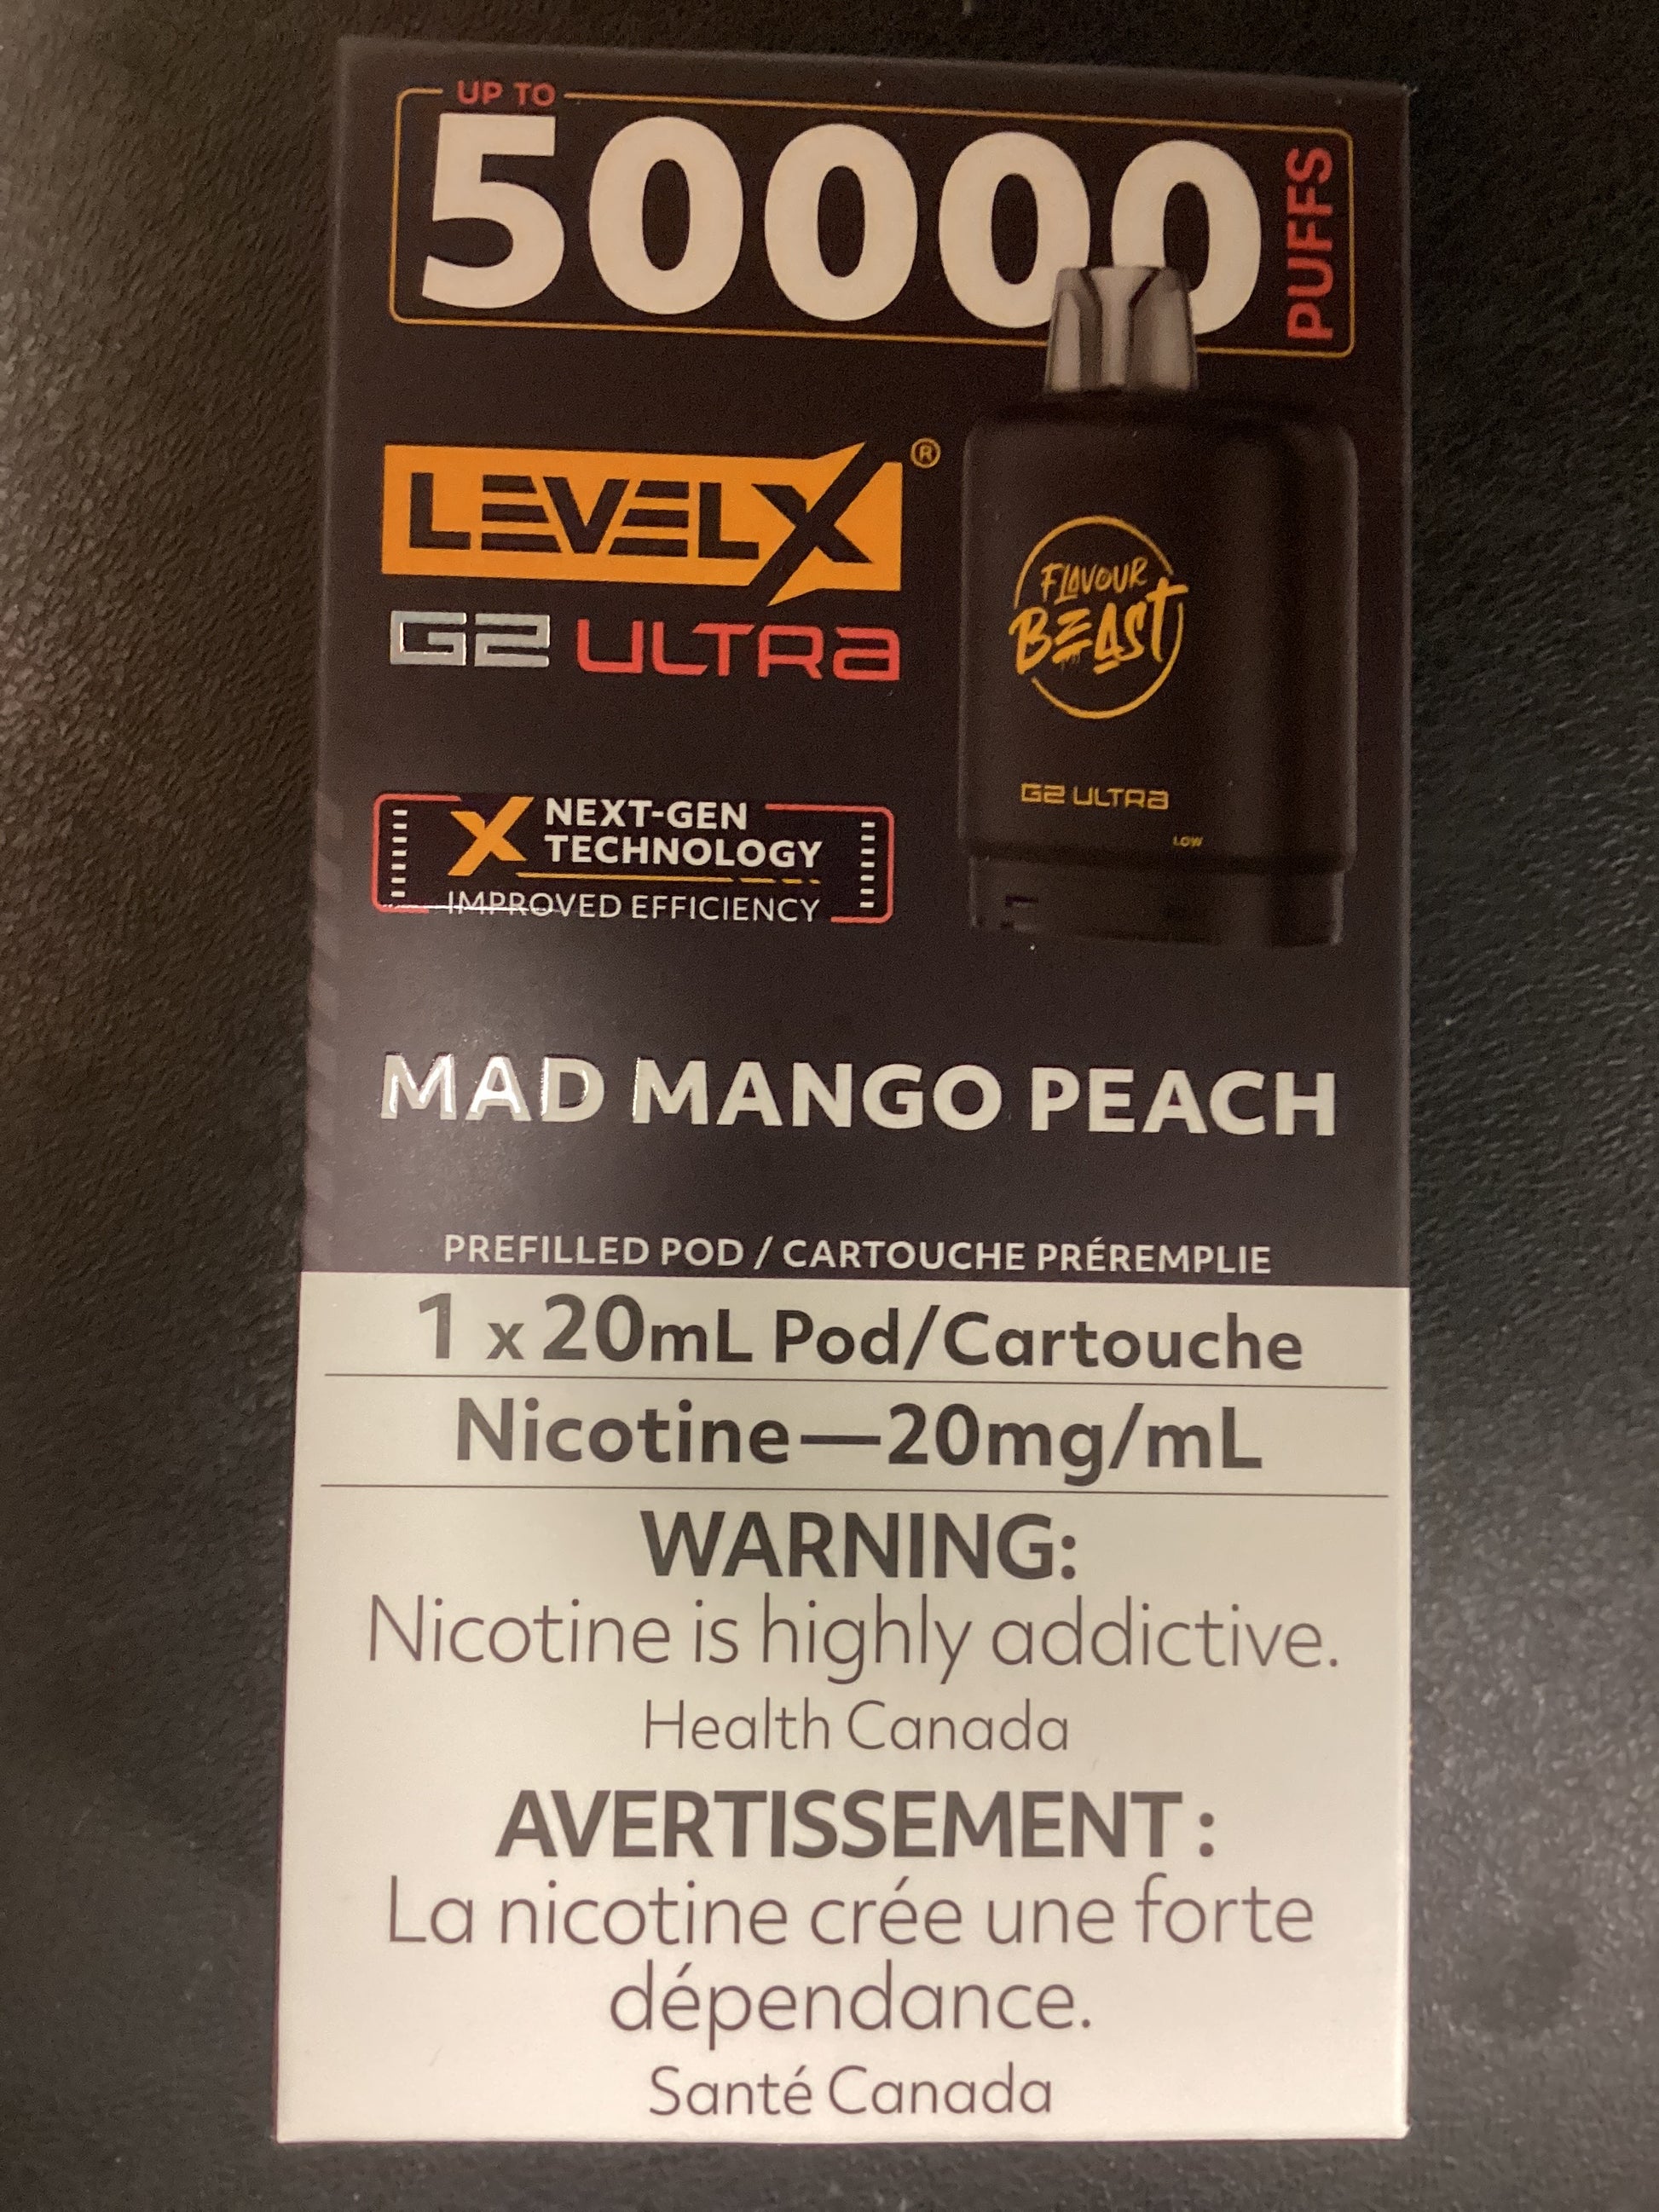 UP TO
50000
PUFFS
LEVELX®
G2 ULTRA
FLAVOUR
BEAST
G2 ULTRA
LOW
X NEXT-GEN
TECHNOLOGY
IMPROVED EFFICIENCY
MAD MANGO PEACH
PREFILLED POD / CARTOUCHE PRÉREMPLIE
1 x 20mL Pod/Cartouche
Nicotine—20mg/mL
WARNING:
Nicotine is highly addictive.
Health Canada
AVERTISSEMENT :
La nicotine crée une forte
dépendance.
Santé Canada